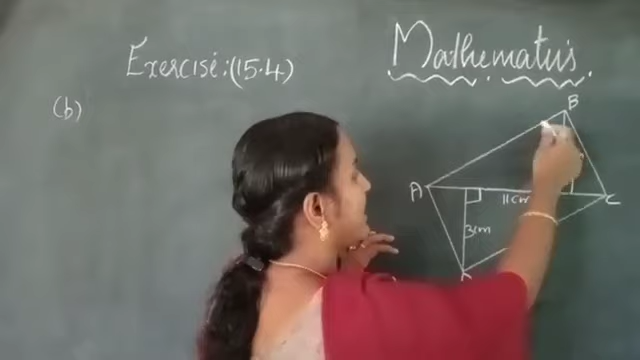 Mathematics.
Exercise:(15.4)
(b)
B
A
11cm
C
3cm